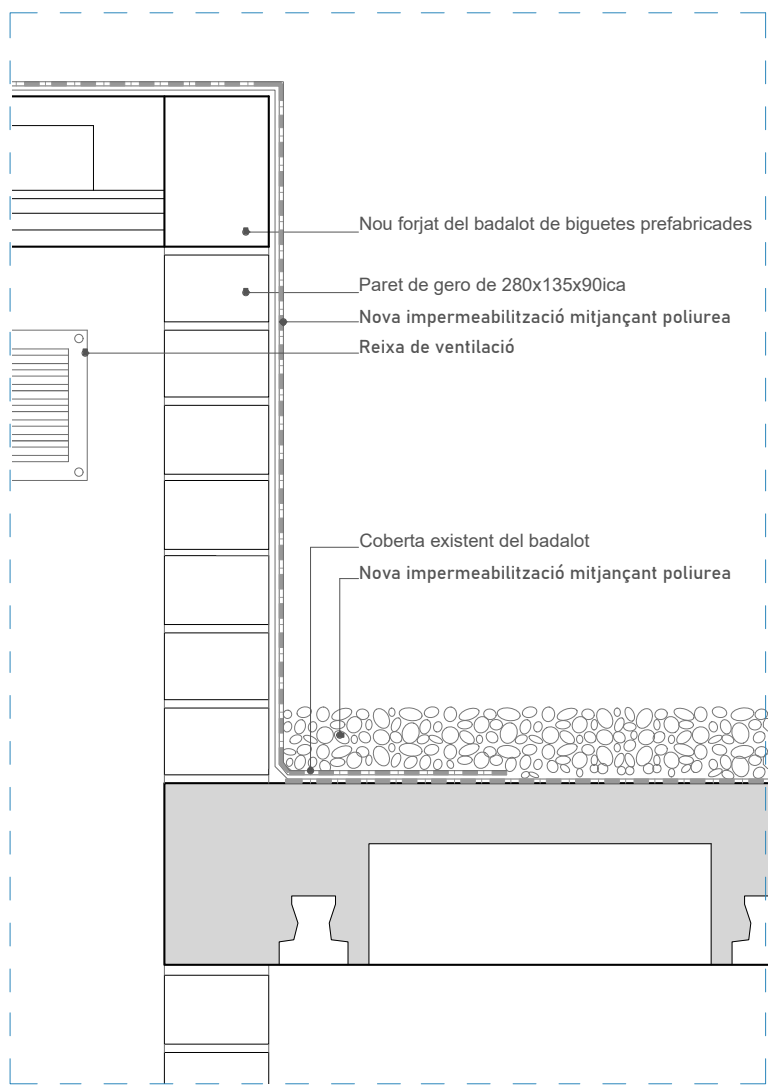 Nou forjat del badalot de biguetes prefabricades
Paret de gero de 280x135x90ica
Nova impermeabilització mitjançant poliurea
Reixa de ventilació
Coberta existent del badalot
Nova impermeabilització mitjançant poliurea